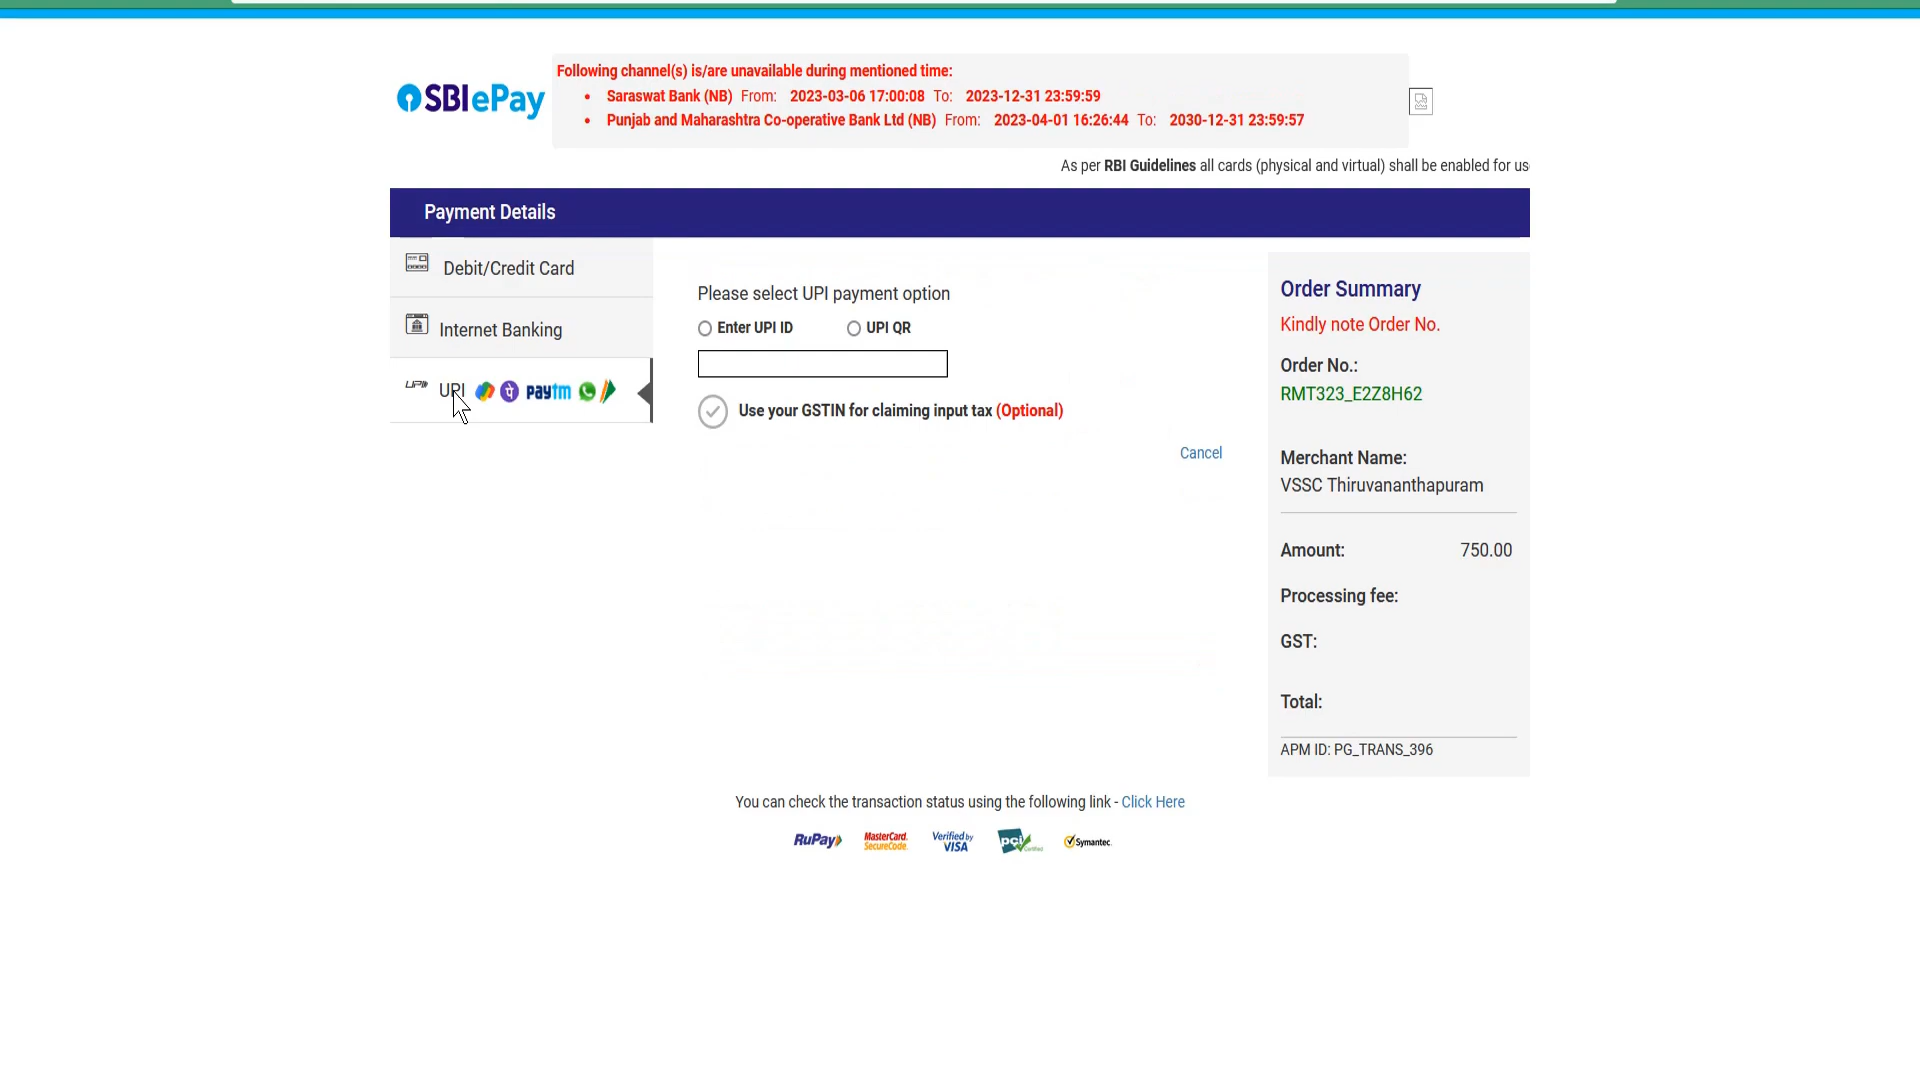 Following channel(s) is/are unavailable during mentioned time:
SBIePay
• Saraswat Bank (NB) From: 2023-03-06 17:00:08 To: 2023-12-31 23:59:59
• Punjab and Maharashtra Co-operative Bank Ltd (NB) From: 2023-04-01 16:26:44 To: 2030-12-31 23:59:57
As per RBI Guidelines all cards (physical and virtual) shall be enabled for us
Payment Details
Debit/Credit Card
Internet Banking
UPI UPI paytm
Please select UPI payment option
Enter UPI ID UPI QR
Use your GSTIN for claiming input tax (Optional)
Cancel
Order Summary
Kindly note Order No.
Order No.:
RMT323_E2Z8H62
Merchant Name:
VSSC Thiruvananthapuram
Amount: 750.00
Processing fee:
GST:
Total:
APM ID: PG_TRANS_396
You can check the transaction status using the following link - Click Here
RuPay
MasterCard.
SecureCode.
Verified by
VISA
pci
Certified
Symantec.